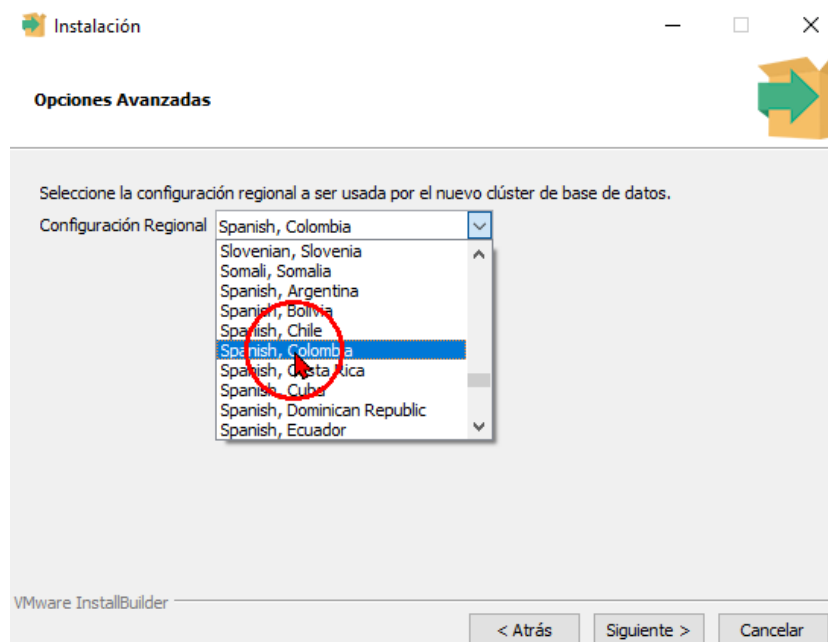 Instalación
Opciones Avanzadas
Seleccione la configuración regional a ser usada por el nuevo clúster de base de datos.
Configuración Regional Spanish, Colombia
Slovenian, Slovenia
Somali, Somalia
Spanish, Argentina
Spanish, Bolivia
Spanish, Chile
Spanish, Colombia
Spanish, Costa Rica
Spanish, Cuba
Spanish, Dominican Republic
Spanish, Ecuador
VMware InstallBuilder
< Atrás Siguiente > Cancelar